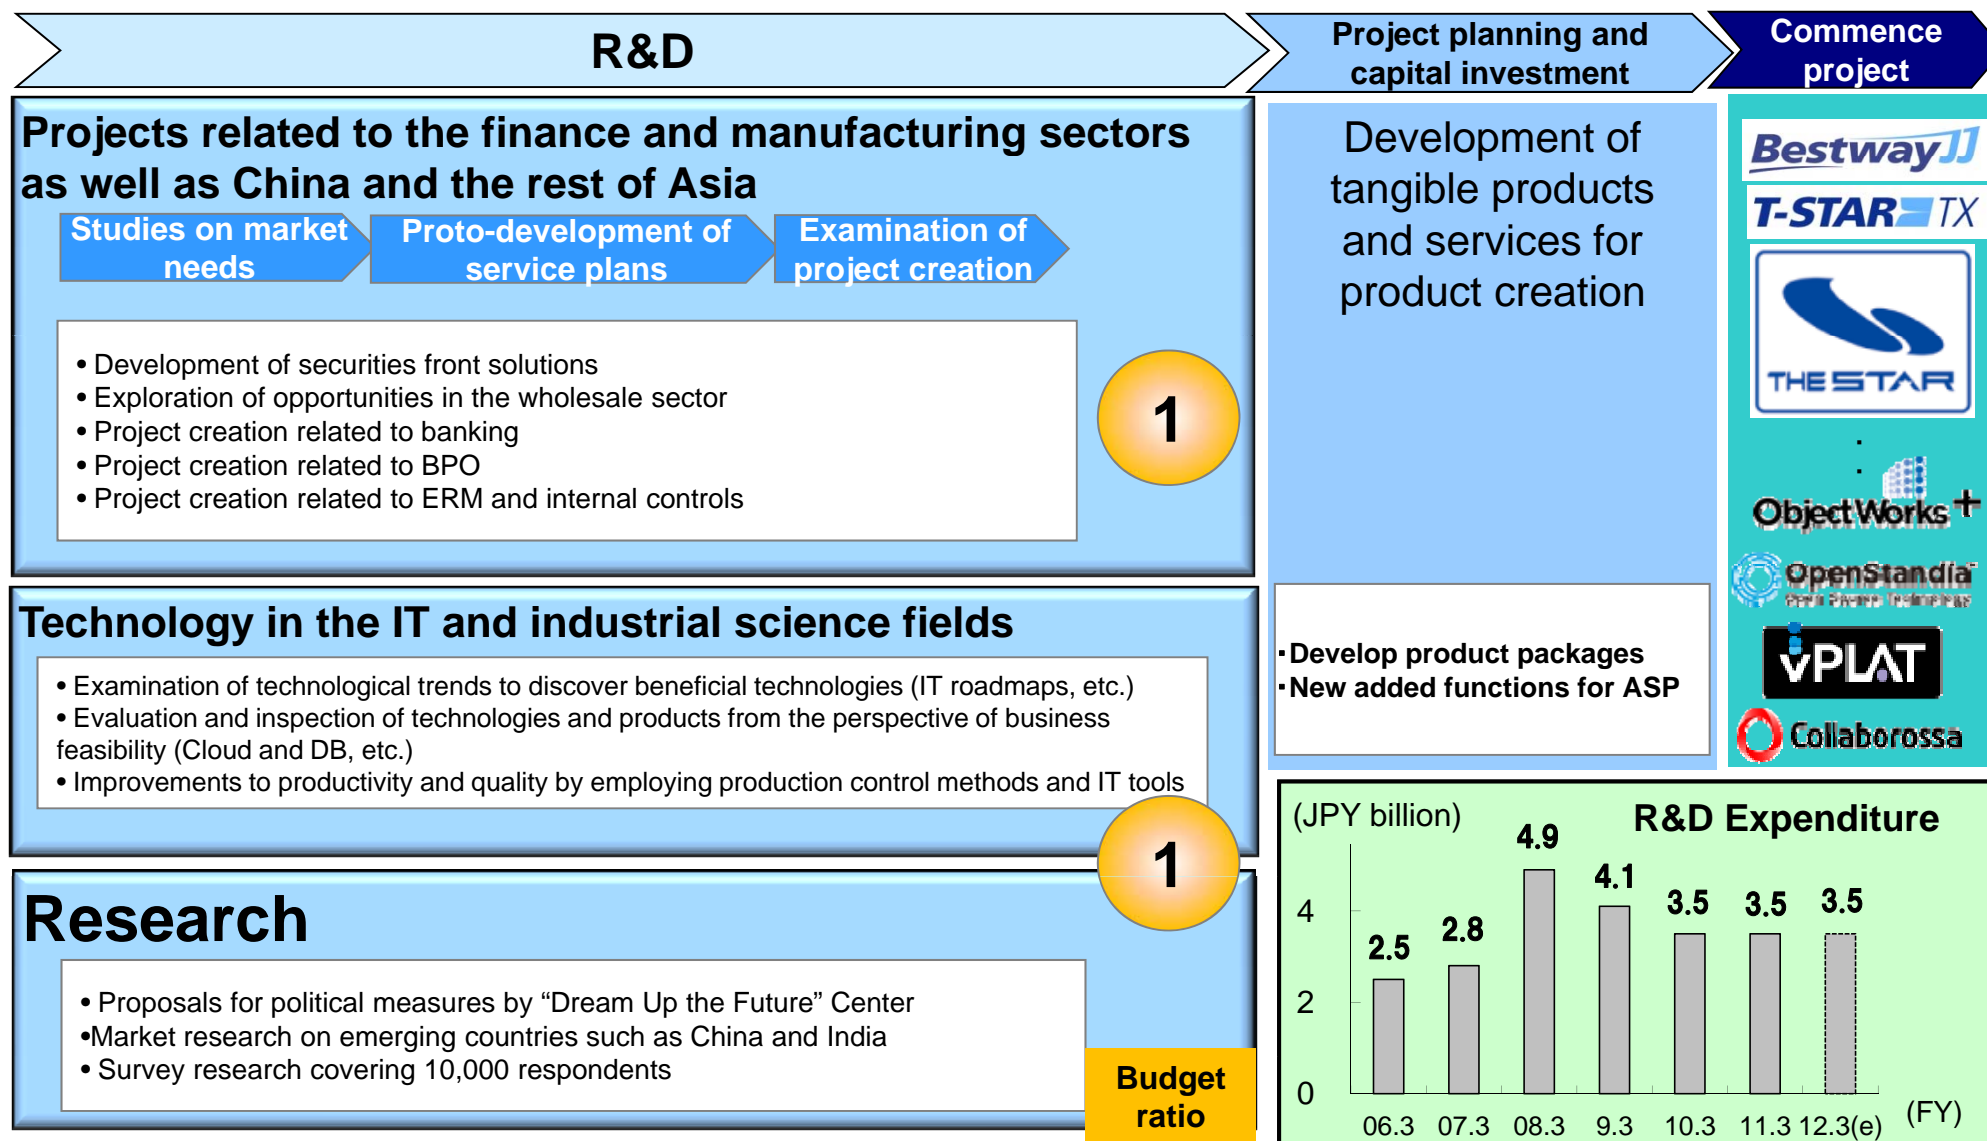 R&D
Project planning and
capital investment
Commence
project
Projects related to the finance and manufacturing sectors
as well as China and the rest of Asia
Studies on market
needs
Proto-development of
service plans
Examination of
project creation
• Development of securities front solutions
• Exploration of opportunities in the wholesale sector
• Project creation related to banking
• Project creation related to BPO
• Project creation related to ERM and internal controls
1
Technology in the IT and industrial science fields
• Examination of technological trends to discover beneficial technologies (IT roadmaps, etc.)
• Evaluation and inspection of technologies and products from the perspective of business
feasibility (Cloud and DB, etc.)
• Improvements to productivity and quality by employing production control methods and IT tools
1
Research
• Proposals for political measures by “Dream Up the Future” Center
•Market research on emerging countries such as China and India
• Survey research covering 10,000 respondents
Budget
ratio
Development of
tangible products
and services for
product creation
･Develop product packages
･New added functions for ASP
BestwayJJ
T-STAR TX
THE STAR
.
.
ObjectWorks+
OpenStandia
vPLAT
Collaborossa
(JPY billion)
R&D Expenditure
4.9
4.1
3.5
3.5
3.5
2.8
2.5
4
2
0
06.3 07.3 08.3 9.3 10.3 11.3 12.3(e)
(FY)